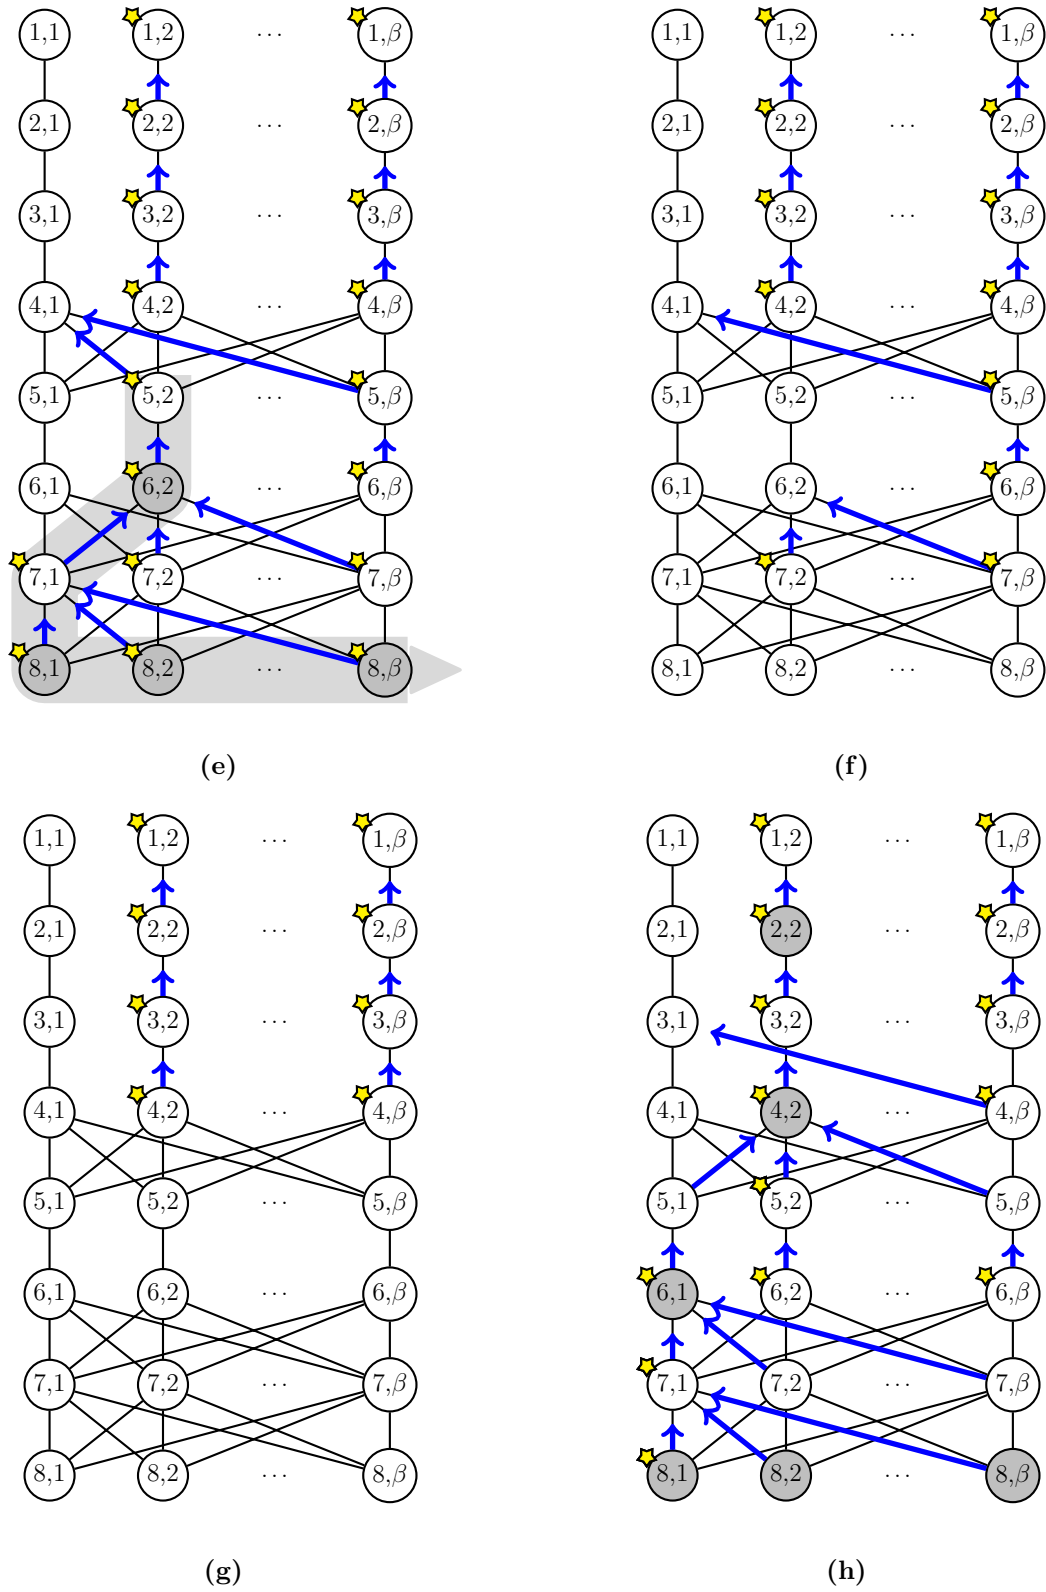 1,1 1,2 ... 1,β 1,1 1,2 ... 1,β
2,1 2,2 ... 2,β 2,1 2,2 ... 2,β
3,1 3,2 ... 3,β 3,1 3,2 ... 3,β
4,1 4,2 ... 4,β 4,1 4,2 ... 4,β
5,1 5,2 ... 5,β 5,1 5,2 ... 5,β
6,1 6,2 ... 6,β 6,1 6,2 ... 6,β
7,1 7,2 ... 7,β 7,1 7,2 ... 7,β
8,1 8,2 ... 8,β 8,1 8,2 ... 8,β
(e) (f)
1,1 1,2 ... 1,β 1,1 1,2 ... 1,β
2,1 2,2 ... 2,β 2,1 2,2 ... 2,β
3,1 3,2 ... 3,β 3,1 3,2 ... 3,β
4,1 4,2 ... 4,β 4,1 4,2 ... 4,β
5,1 5,2 ... 5,β 5,1 5,2 ... 5,β
6,1 6,2 ... 6,β 6,1 6,2 ... 6,β
7,1 7,2 ... 7,β 7,1 7,2 ... 7,β
8,1 8,2 ... 8,β 8,1 8,2 ... 8,β
(g) (h)